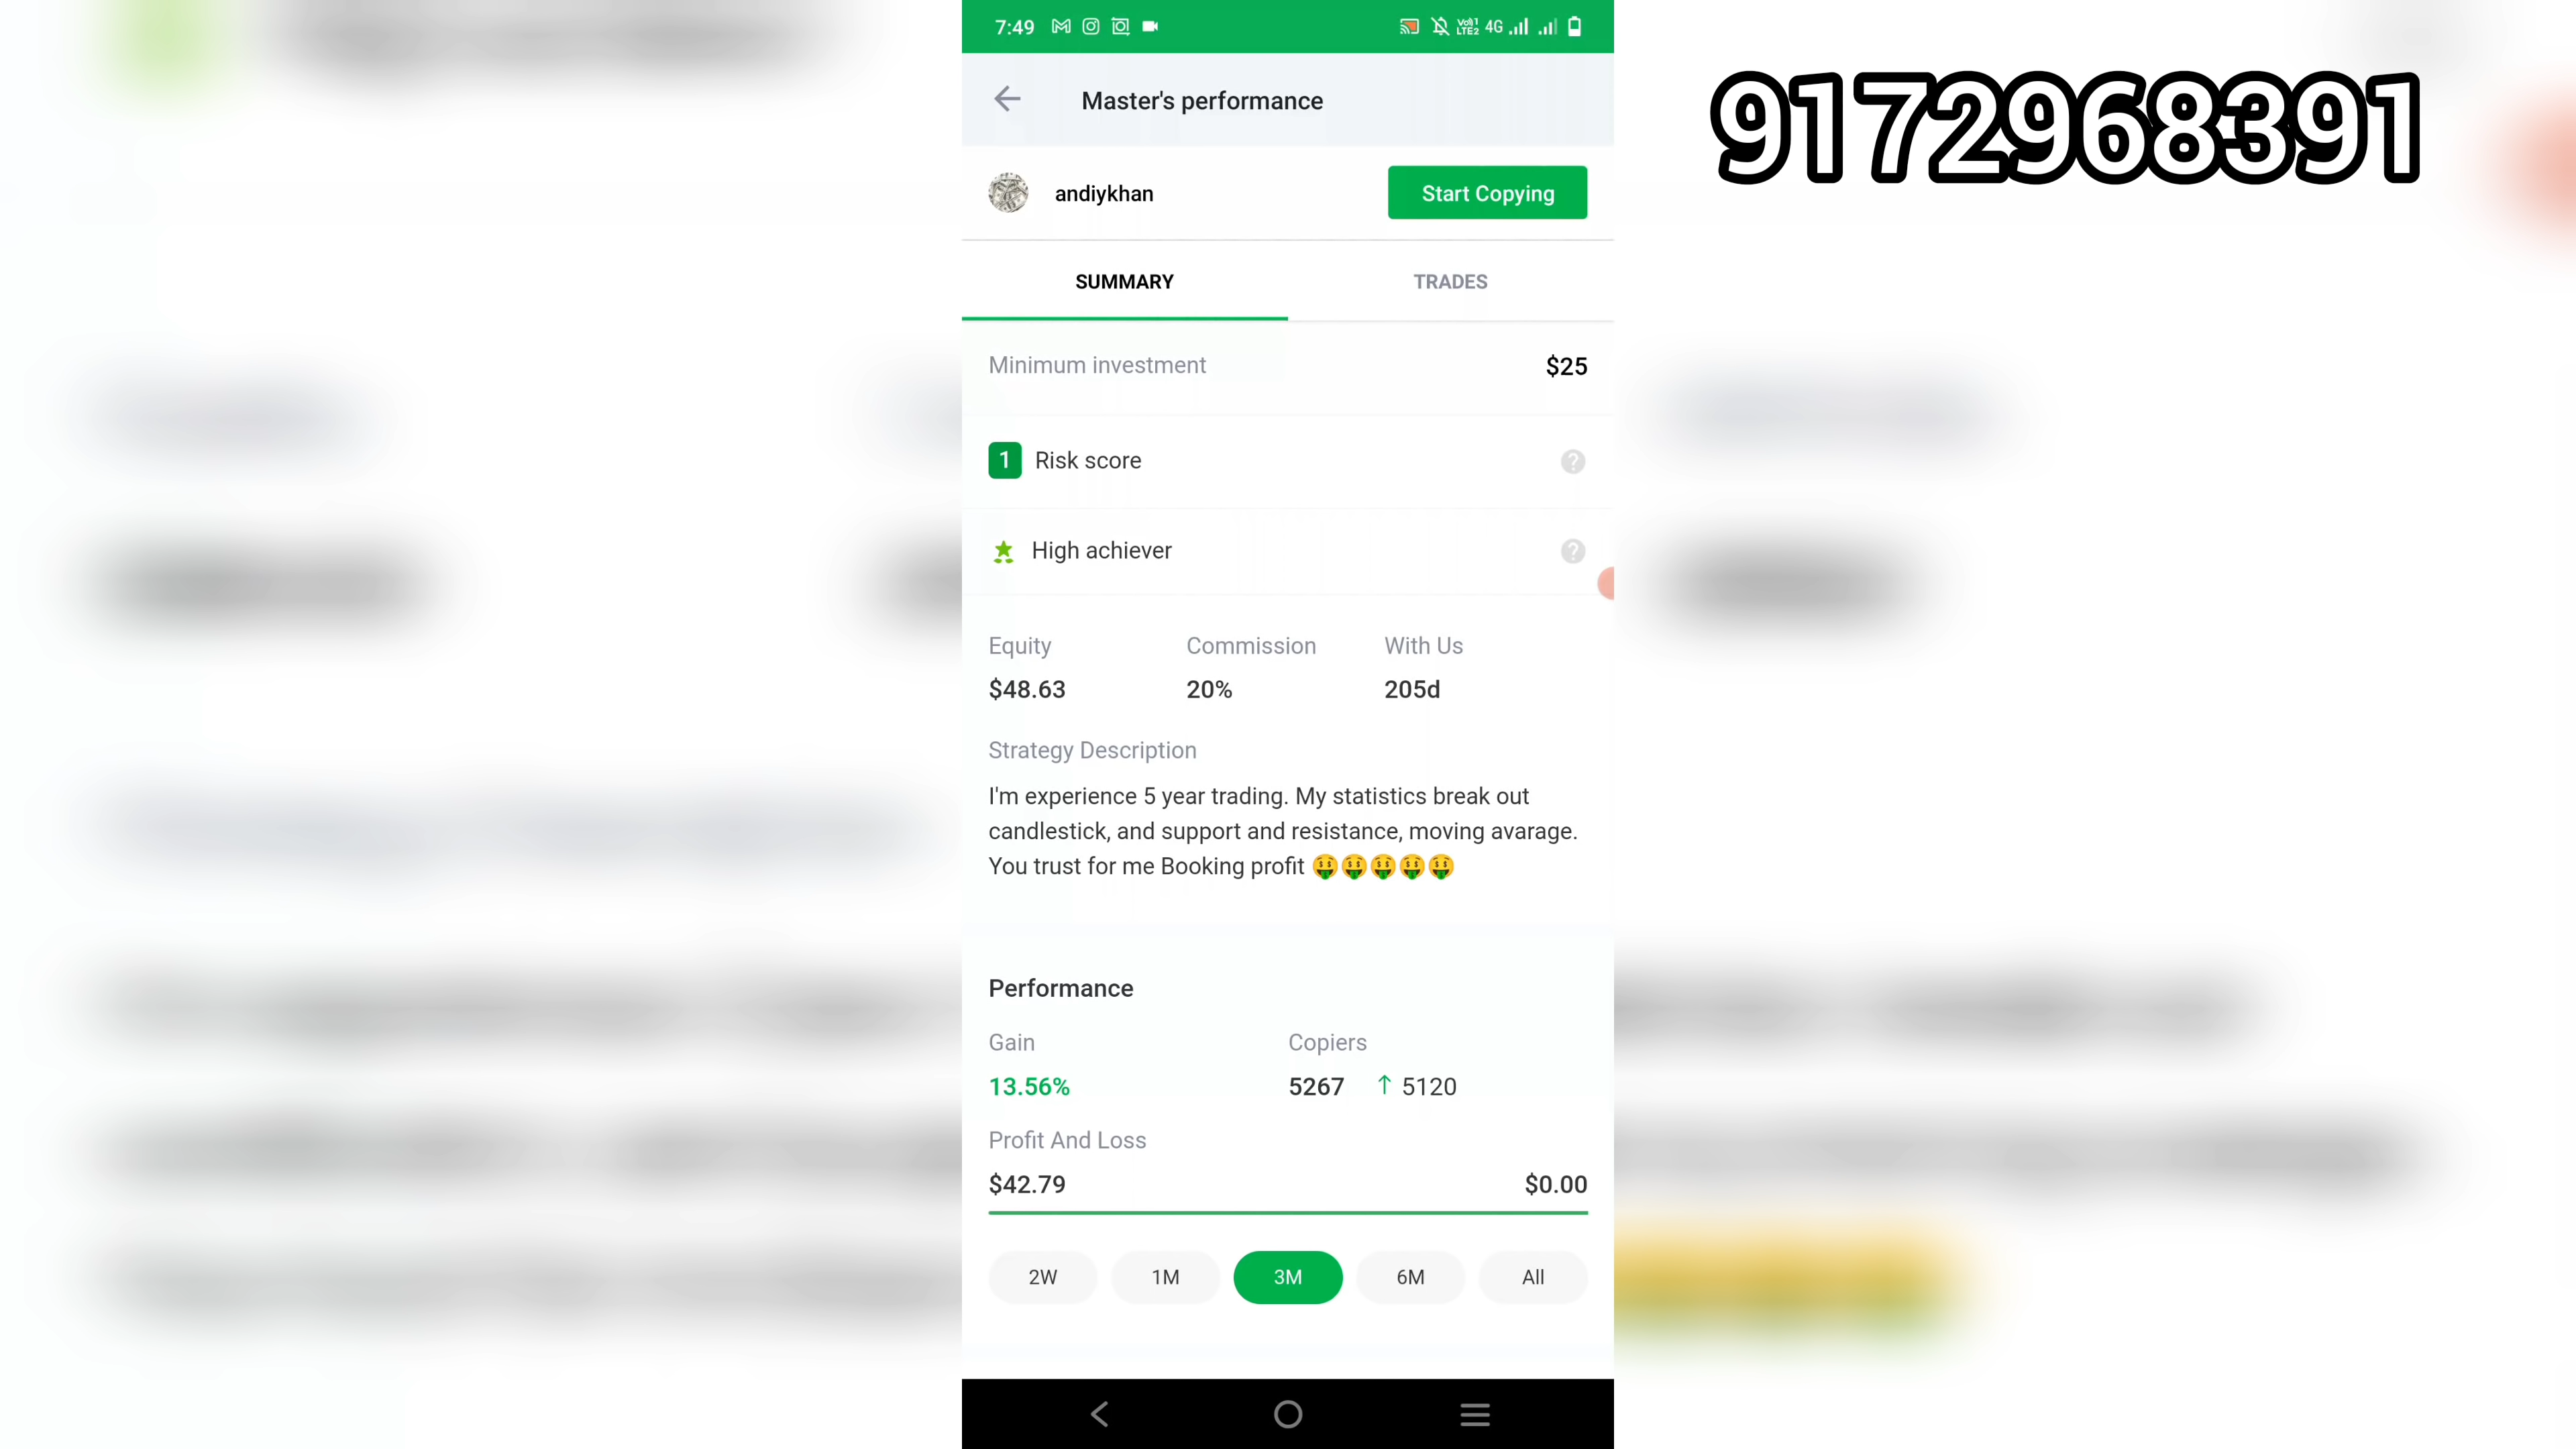 7:49
VoI1 LTE2 4G
9172968391
Master's performance
andiykhan
Start Copying
SUMMARY
TRADES
Minimum investment
$25
1 Risk score
?
High achiever
?
Equity
Commission
With Us
$48.63
20%
205d
Strategy Description
I'm experience 5 year trading. My statistics break out
candlestick, and support and resistance, moving avarage.
You trust for me Booking profit 🤑🤑🤑🤑🤑
Performance
Gain
Copiers
13.56%
5267 ↑ 5120
Profit And Loss
$42.79
$0.00
2W
1M
3M
6M
All